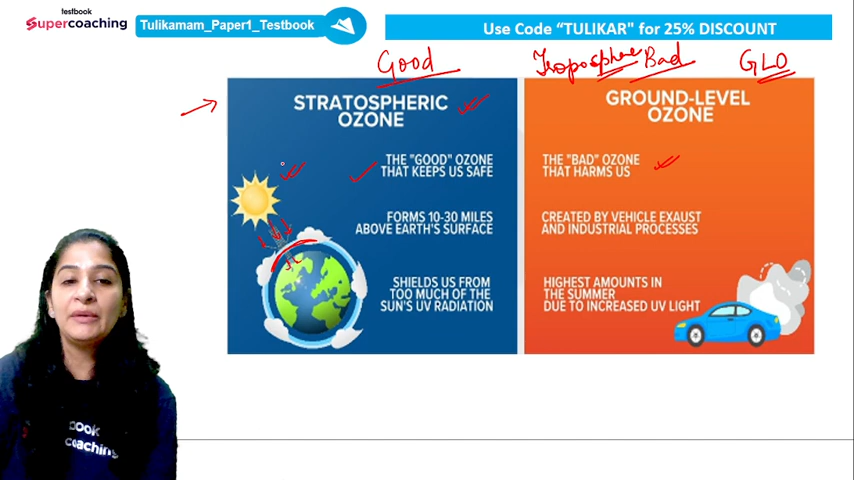 testbook
Supercoaching
Tulikamam_Paper1_Testbook
Use Code “TULIKAR" for 25% DISCOUNT
Good
Troposphere Bad
GLO
STRATOSPHERIC
OZONE
THE "GOOD" OZONE
THAT KEEPS US SAFE
FORMS 10-30 MILES
ABOVE EARTH'S SURFACE
SHIELDS US FROM
TOO MUCH OF THE
SUN'S UV RADIATION
GROUND-LEVEL
OZONE
THE "BAD" OZONE
THAT HARMS US
CREATED BY VEHICLE EXAUST
AND INDUSTRIAL PROCESSES
HIGHEST AMOUNTS IN
THE SUMMER
DUE TO INCREASED UV LIGHT
book
coaching